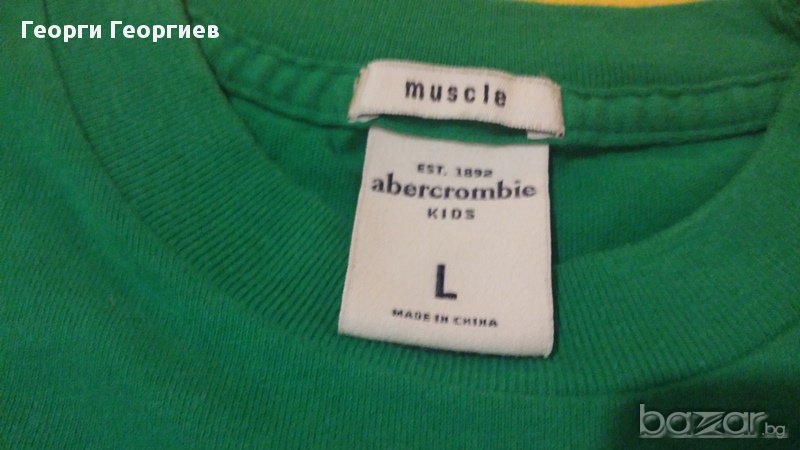 Георги Георгиев
muscle
EST. 1892
abercrombie
KIDS
L
MADE IN CHINA
bazar.bg